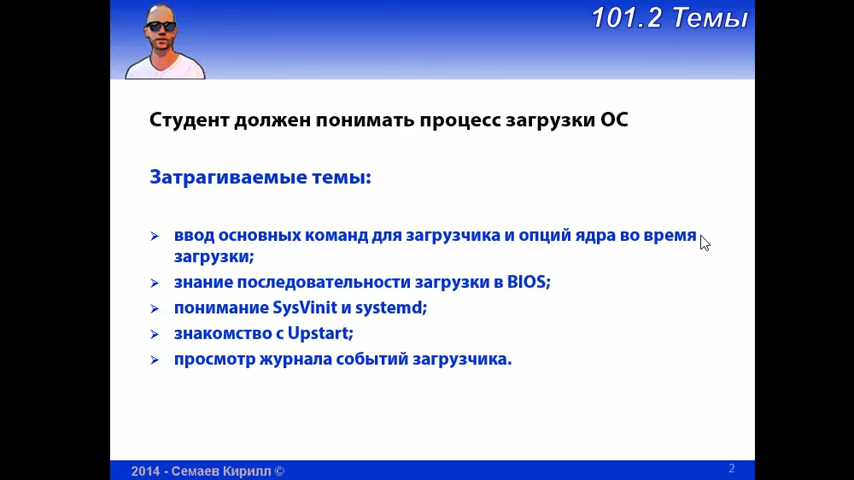 101.2 Темы
Студент должен понимать процесс загрузки ОС
Затрагиваемые темы:
ввод основных команд для загрузчика и опций ядра во время
загрузки;
знание последовательности загрузки в BIOS;
понимание SysVinit и systemd;
знакомство с Upstart;
просмотр журнала событий загрузчика.
2014 - Семаев Кирилл ©
2